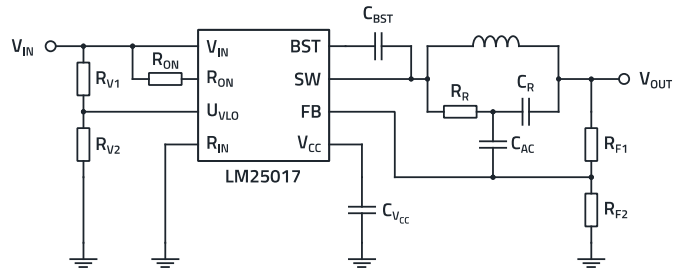 C_BST
V_IN
R_ON
V_IN
BST
R_V1
R_ON
SW
R_R
C_R
V_OUT
U_VLO
FB
R_V2
R_IN
V_CC
C_AC
R_F1
LM25017
C_V_CC
R_F2